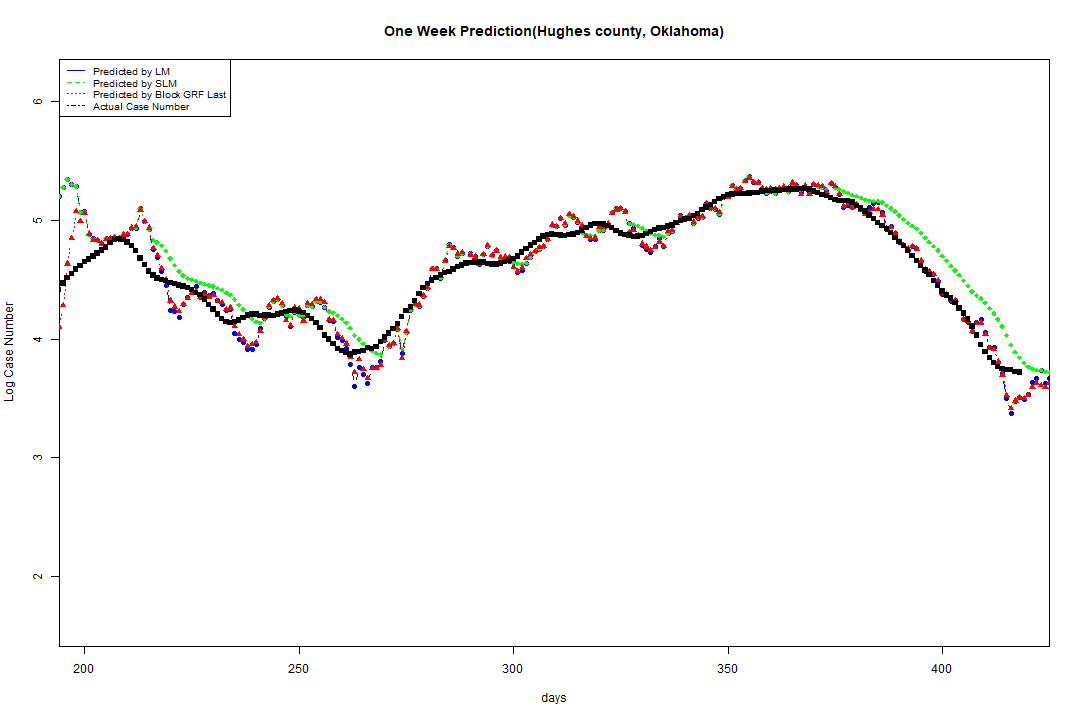 One Week Prediction(Hughes county, Oklahoma)
Predicted by LM
Predicted by SLM
Predicted by Block GRF Last
Actual Case Number
6
5
4
3
2
Log Case Number
200 250 300 350 400
days